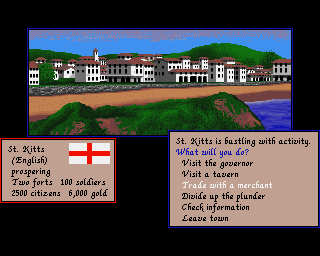 St. Kitts
(English)
prospering
Two forts 100 soldiers
2500 citizens 6,000 gold
St. Kitts is bustling with activity.
What will you do?
Visit the governor
Visit a tavern
Trade with a merchant
Divide up the plunder
Check information
Leave town